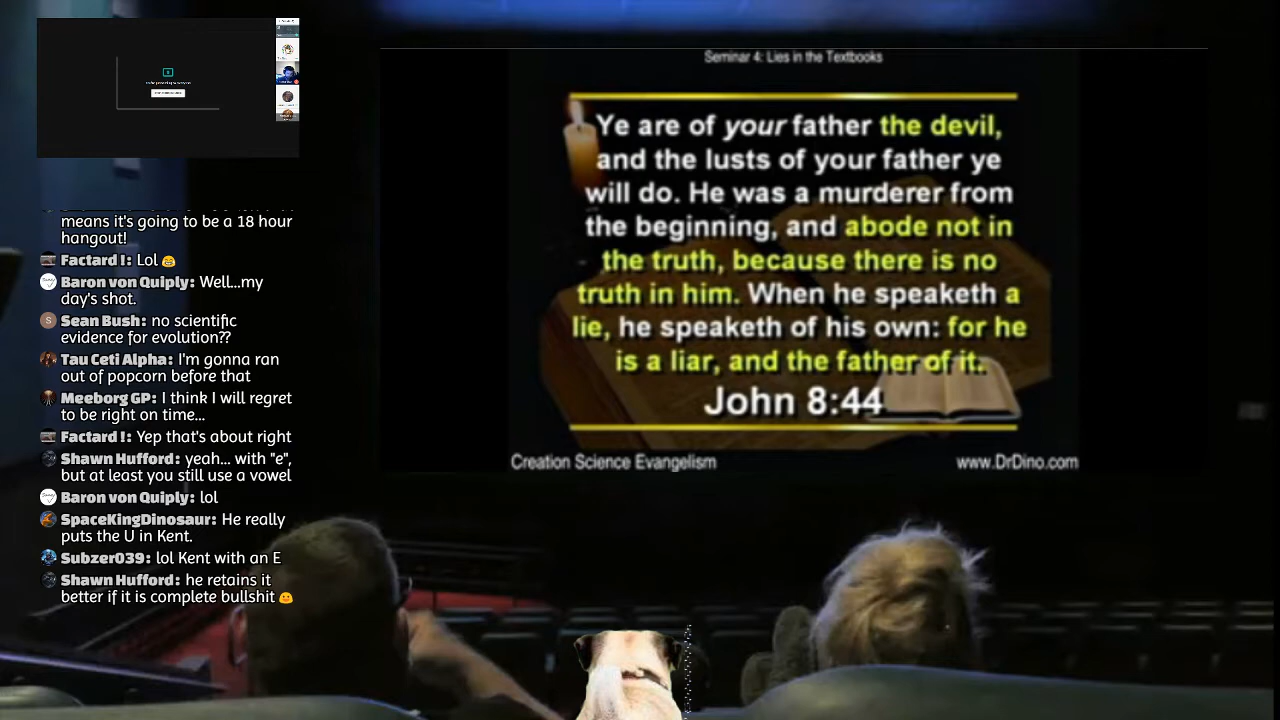 Seminar 4: Lies in the Textbooks
Ye are of your father the devil,
and the lusts of your father ye
will do. He was a murderer from
the beginning, and abode not in
the truth, because there is no
truth in him. When he speaketh a
lie, he speaketh of his own: for he
is a liar, and the father of it.
John 8:44
Creation Science Evangelism
www.DrDino.com
means it's going to be a 18 hour
hangout!
Factard !: Lol
Baron von Quiply: Well...my
day's shot.
Sean Bush: no scientific
evidence for evolution??
Tau Ceti Alpha: I'm gonna ran
out of popcorn before that
Meeborg GP: I think I will regret
to be right on time...
Factard !: Yep that's about right
Shawn Hufford: yeah... with "e",
but at least you still use a vowel
Baron von Quiply: lol
SpaceKingDinosaur: He really
puts the U in Kent.
Subzer039: lol Kent with an E
Shawn Hufford: he retains it
better if it is complete bullshit